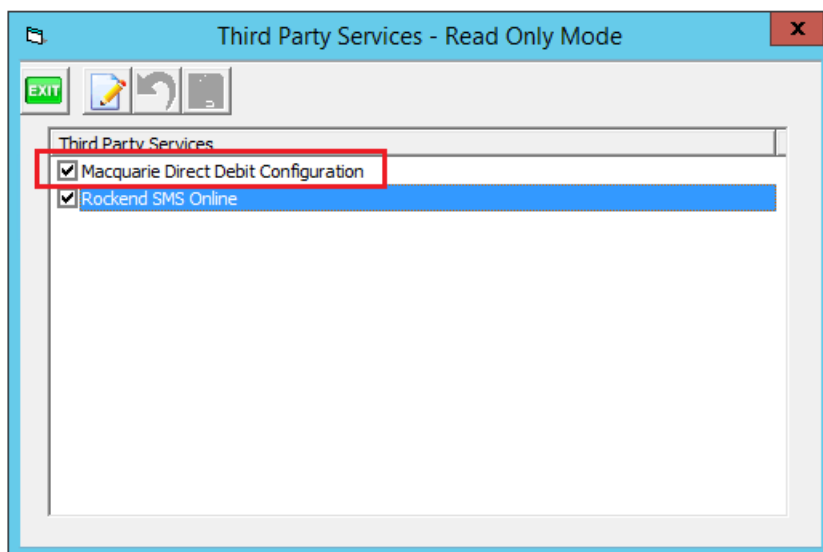 Third Party Services - Read Only Mode
x
EXIT
Third Party Services
Macquarie Direct Debit Configuration
Rockend SMS Online